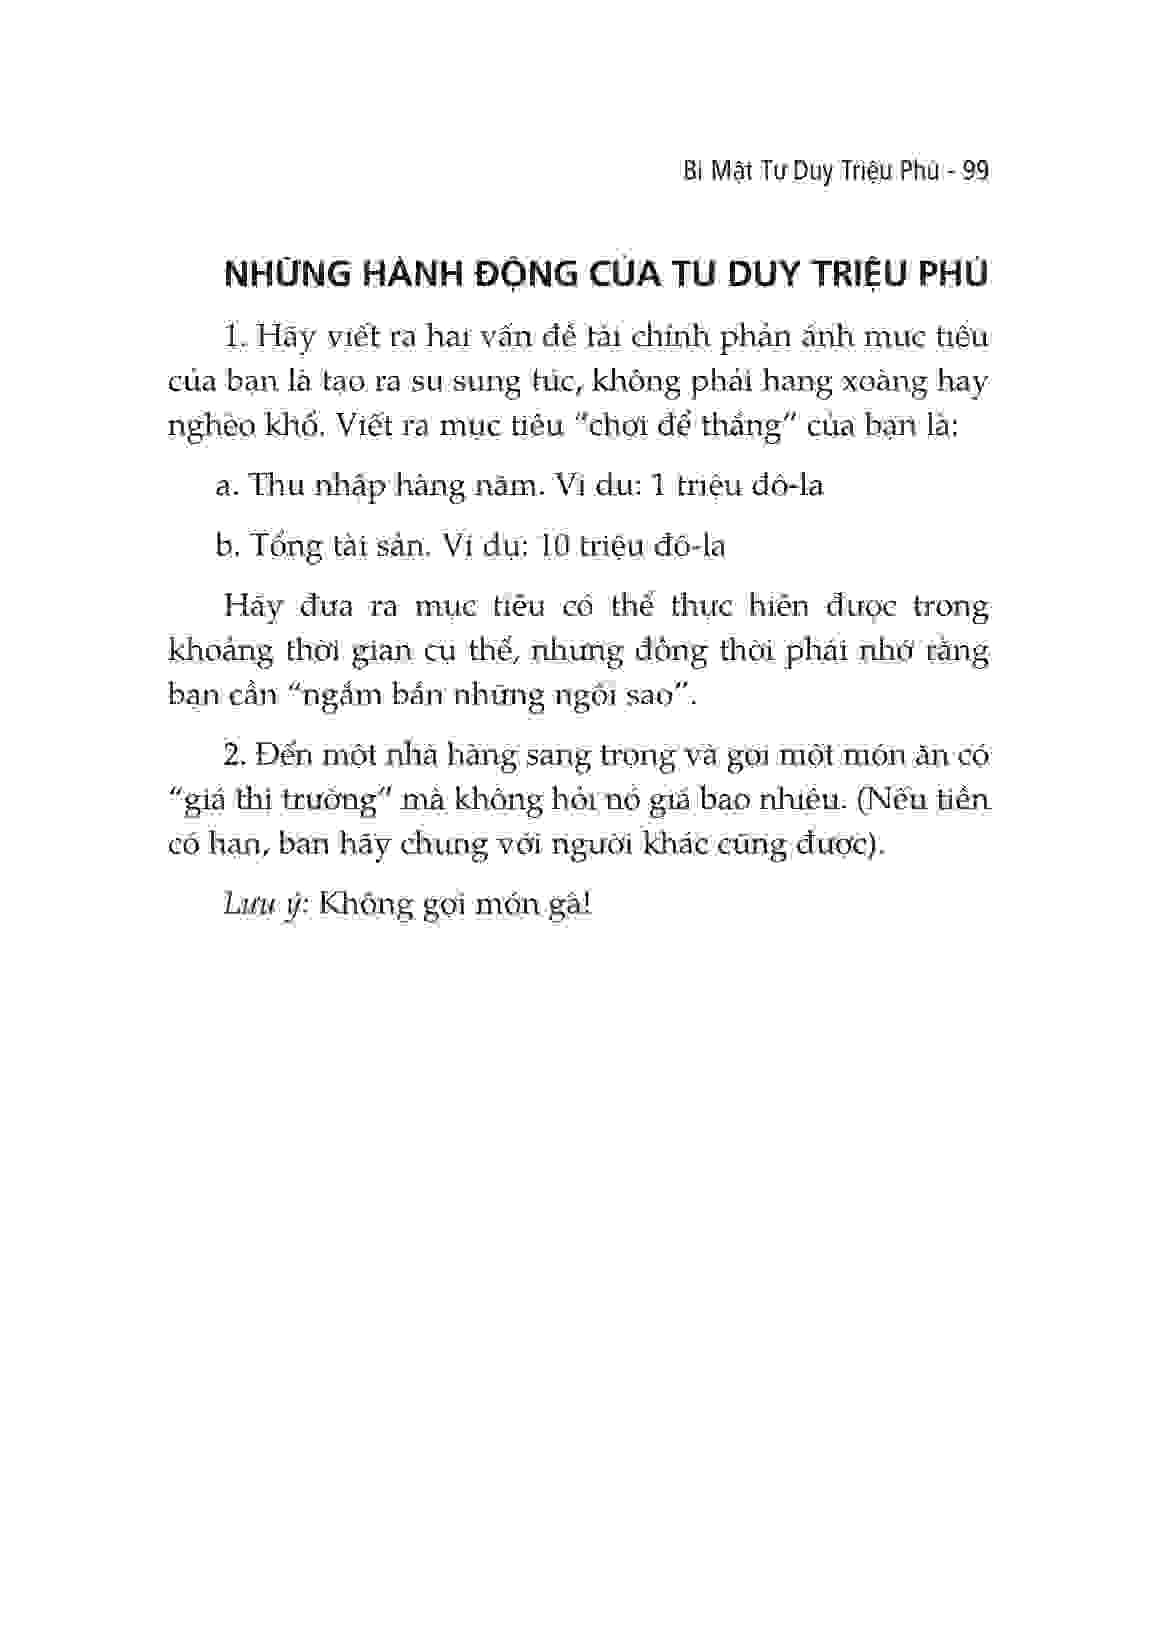 Bí Mật Tư Duy Triệu Phú - 99
NHỮNG HÀNH ĐỘNG CỦA TƯ DUY TRIỆU PHÚ
1. Hãy viết ra hai vấn đề tài chính phản ánh mục tiêu
của bạn là tạo ra sự sung túc, không phải hạng xoàng hay
nghèo khổ. Viết ra mục tiêu “chơi để thắng” của bạn là:
a. Thu nhập hàng năm. Ví dụ: 1 triệu đô-la
b. Tổng tài sản. Ví dụ: 10 triệu đô-la
Hãy đưa ra mục tiêu có thể thực hiện được trong
khoảng thời gian cụ thể, nhưng đồng thời phải nhớ rằng
bạn cần “ngắm bắn những ngôi sao”.
2. Đến một nhà hàng sang trọng và gọi một món ăn có
“giá thị trường” mà không hỏi nó giá bao nhiêu. (Nếu tiền
có hạn, bạn hãy chung với người khác cũng được).
Lưu ý: Không gọi món gà!